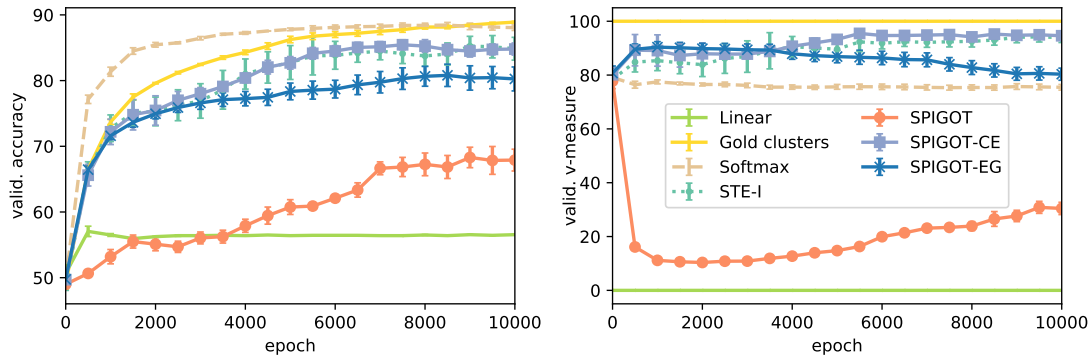 valid. accuracy
90
80
70
60
50
0 2000 4000 6000 8000 10000
epoch
valid. v-measure
100
80
60
40
20
0
Linear
Gold clusters
Softmax
STE-I
SPIGOT
SPIGOT-CE
SPIGOT-EG
0 2000 4000 6000 8000 10000
epoch